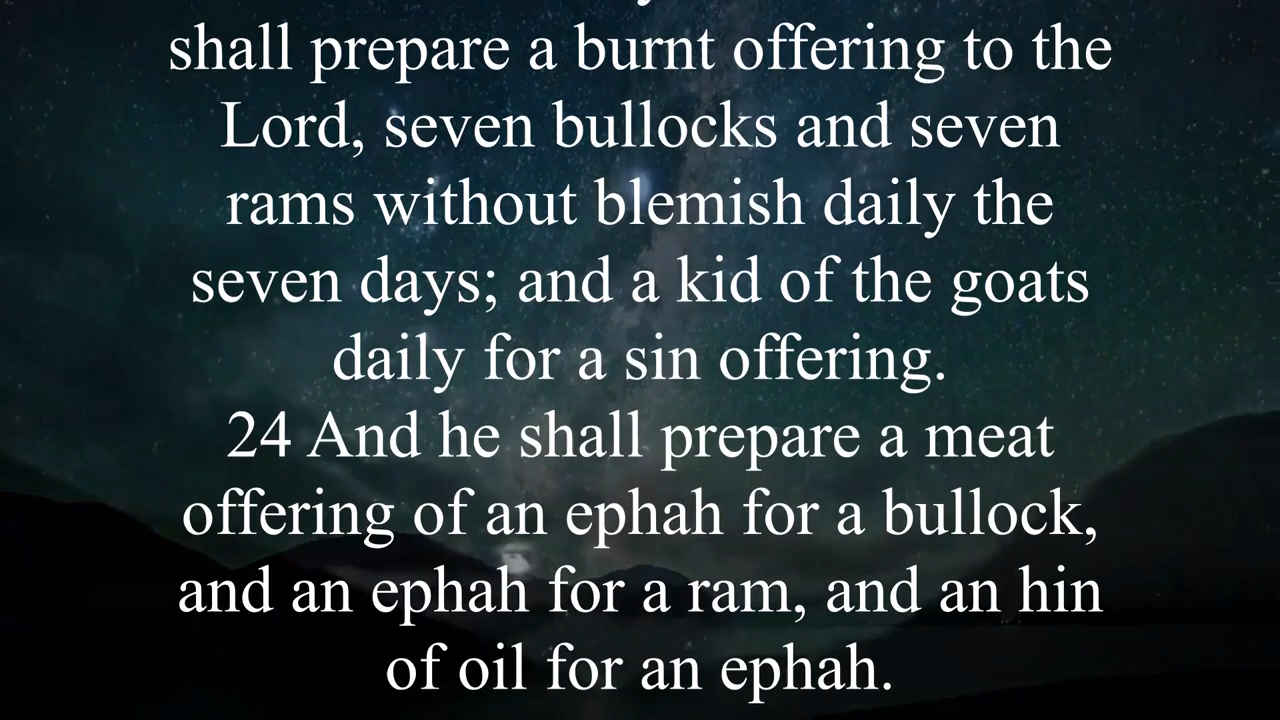 shall prepare a burnt offering to the
Lord, seven bullocks and seven
rams without blemish daily the
seven days; and a kid of the goats
daily for a sin offering.
24 And he shall prepare a meat
offering of an ephah for a bullock,
and an ephah for a ram, and an hin
of oil for an ephah.